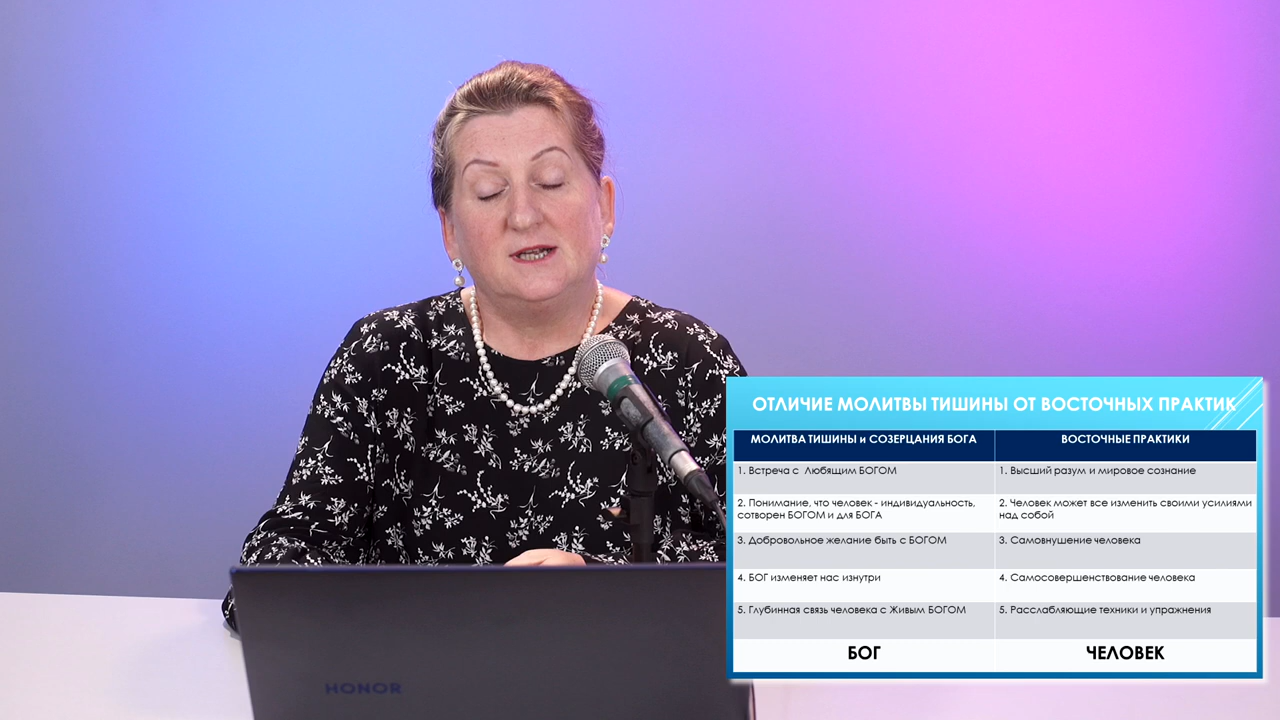 ОТЛИЧИЕ МОЛИТВЫ ТИШИНЫ ОТ ВОСТОЧНЫХ ПРАКТИК
МОЛИТВА ТИШИНЫ и СОЗЕРЦАНИЯ БОГА
ВОСТОЧНЫЕ ПРАКТИКИ
1. Встреча с Любящим БОГОМ
1. Высший разум и мировое сознание
2. Понимание, что человек - индивидуальность,
сотворен БОГОМ и для БОГА
2. Человек может все изменить своими усилиями
над собой
3. Добровольное желание быть с БОГОМ
3. Самовнушение человека
4. БОГ изменяет нас изнутри
4. Самосовершенствование человека
5. Глубинная связь человека с Живым БОГОМ
5. Расслабляющие техники и упражнения
БОГ
ЧЕЛОВЕК
HONOR